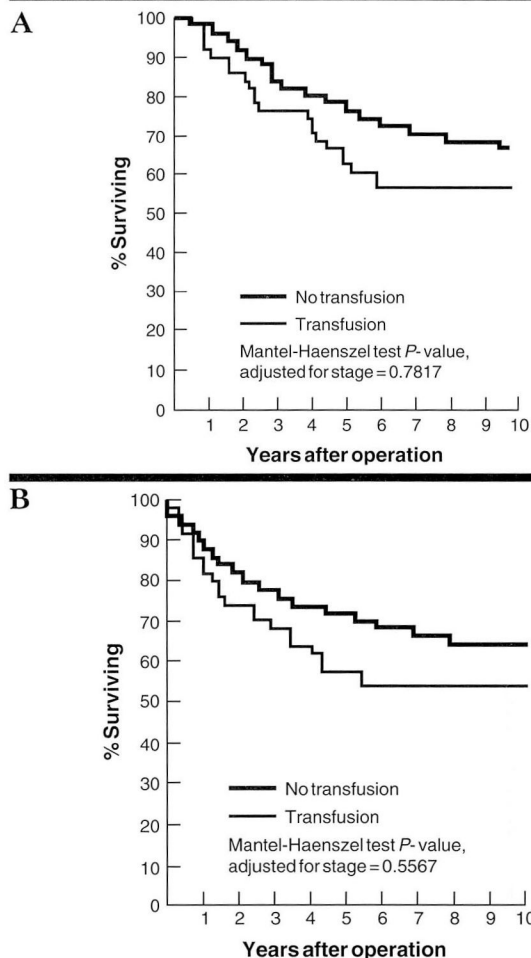 A
100
90
80
70
60
50
40
30
20
10
0
% Surviving
No transfusion
Transfusion
Mantel-Haenszel test P-value,
adjusted for stage = 0.7817
1 2 3 4 5 6 7 8 9 10
Years after operation
B
100
90
80
70
60
50
40
30
20
10
0
% Surviving
No transfusion
Transfusion
Mantel-Haenszel test P-value,
adjusted for stage = 0.5567
1 2 3 4 5 6 7 8 9 10
Years after operation